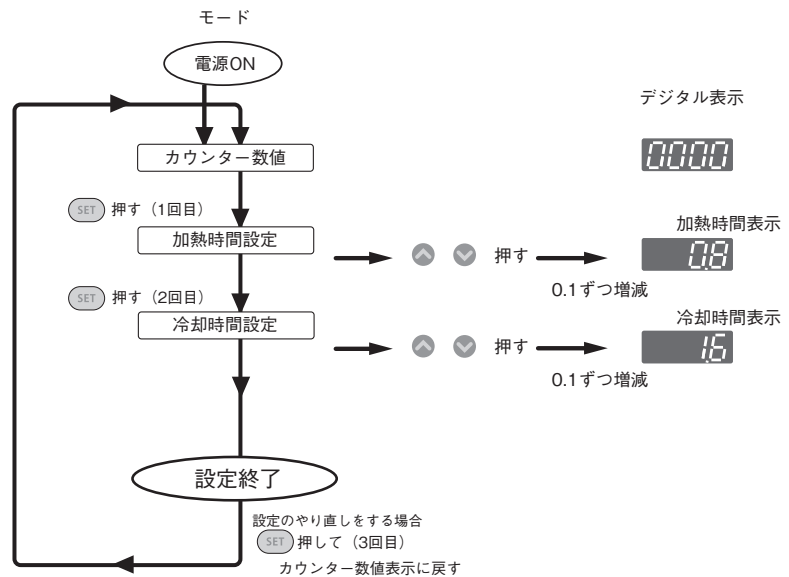 モード
電源ON
デジタル表示
カウンター数値
0000
SET 押す（1回目）
加熱時間表示
加熱時間設定
押す
0.8
0.1ずつ増減
SET 押す（2回目）
冷却時間表示
冷却時間設定
押す
1.6
0.1ずつ増減
設定終了
設定のやり直しをする場合
SET 押して（3回目）
カウンター数値表示に戻す